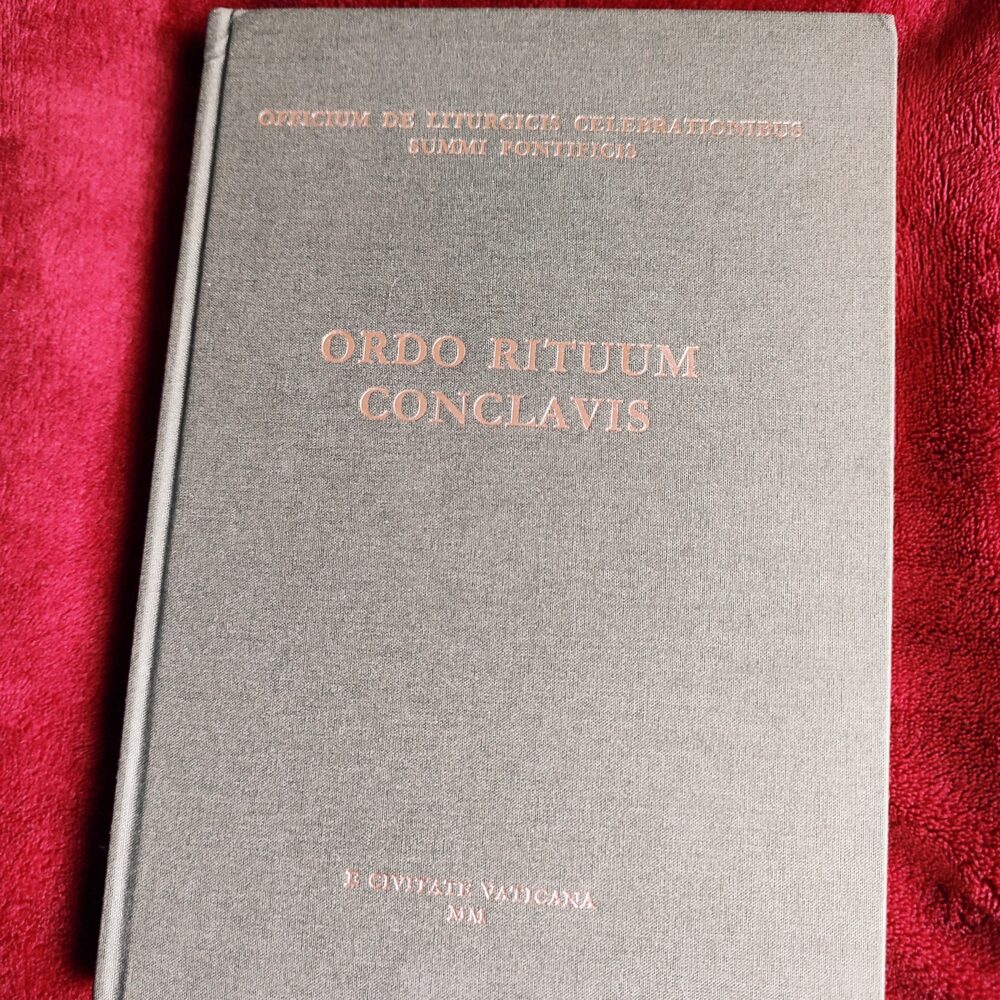 OFFICIUM DE LITURGICIS CELEBRATIONIBUS
SUMMI PONTIFICIS
ORDO RITUUM
CONCLAVIS
E CIVITATE VATICANA
MM